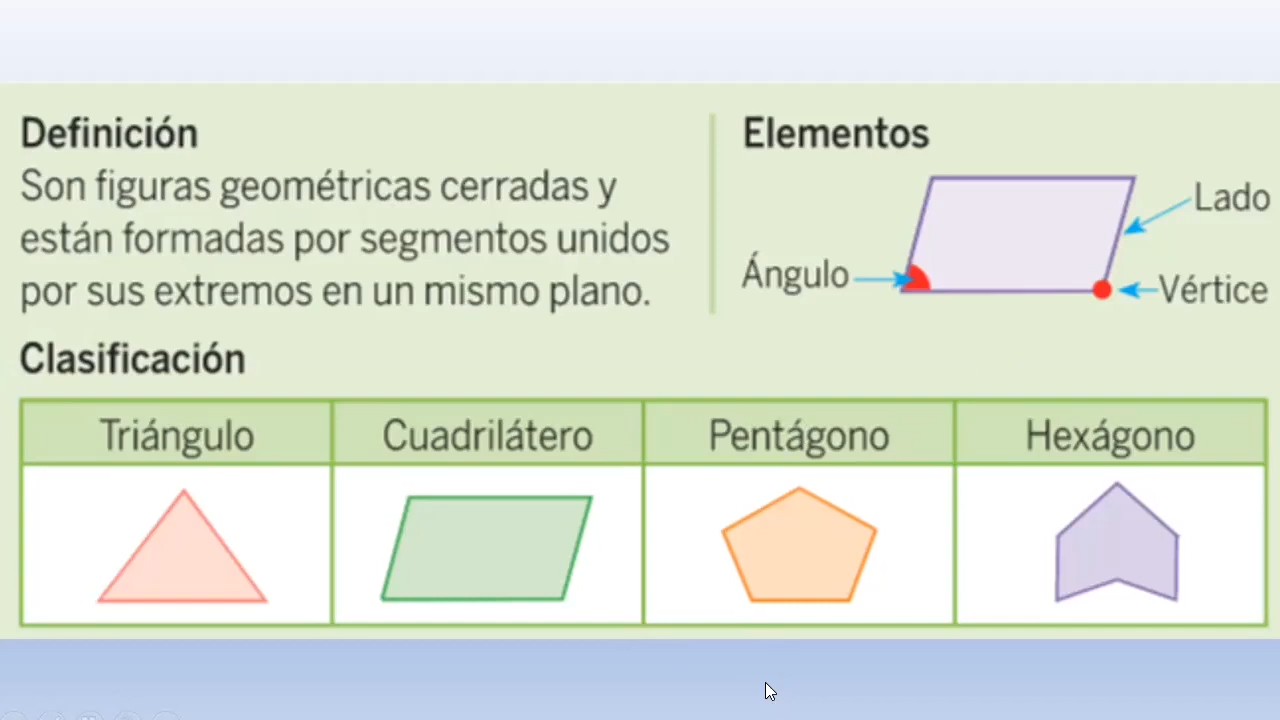 Definición
Son figuras geométricas cerradas y
están formadas por segmentos unidos
por sus extremos en un mismo plano.
Elementos
Lado
Ángulo
Vértice
Clasificación
Triángulo
Cuadrilátero
Pentágono
Hexágono